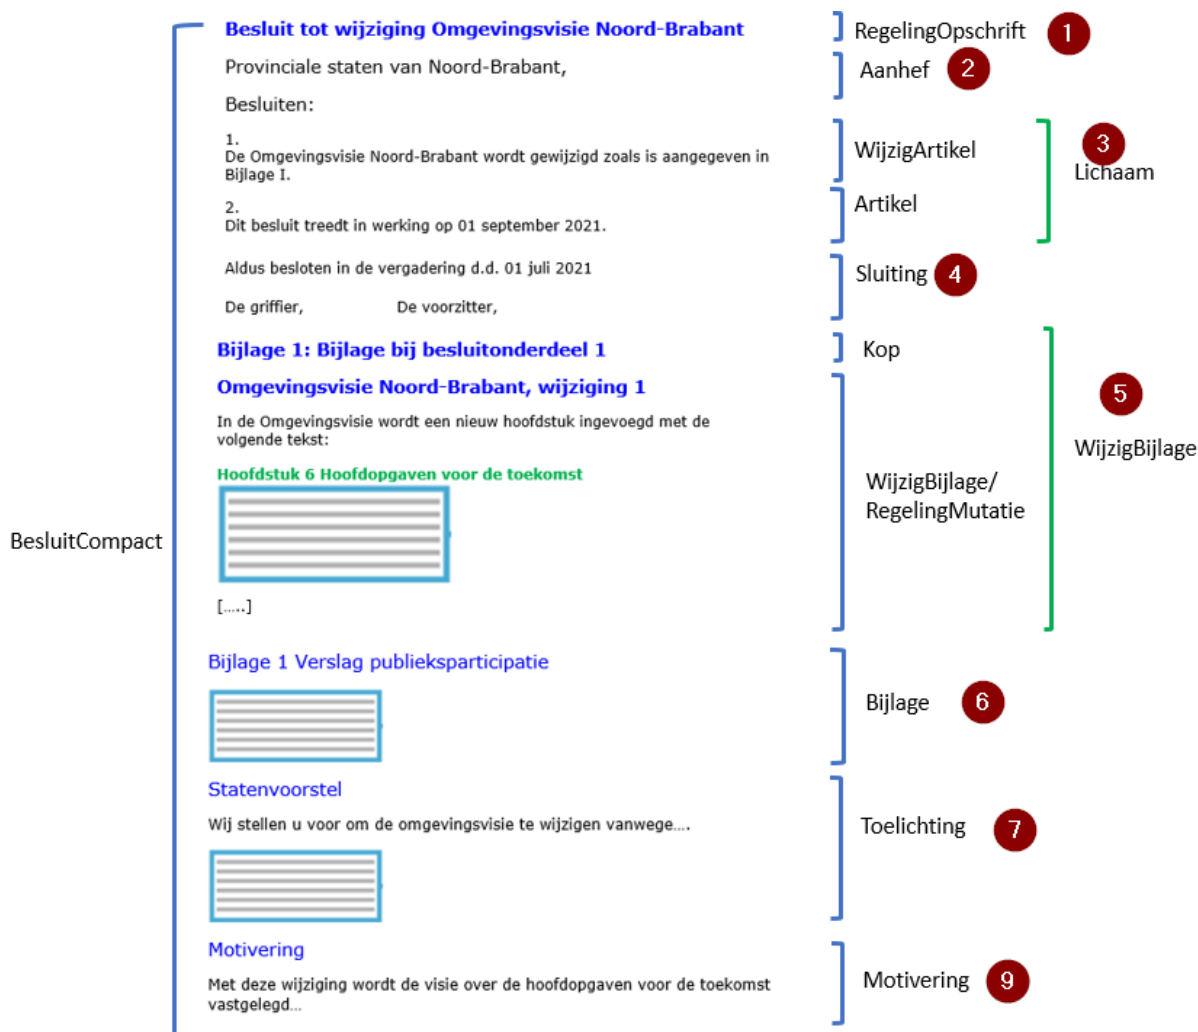 Besluit tot wijziging Omgevingsvisie Noord-Brabant
RegelingOpschrift
1
Provinciale staten van Noord-Brabant,
Aanhef
2
Besluiten:
1.
De Omgevingsvisie Noord-Brabant wordt gewijzigd zoals is aangegeven in
Bijlage I.
WijzigArtikel
3
Lichaam
2.
Dit besluit treedt in werking op 01 september 2021.
Artikel
Aldus besloten in de vergadering d.d. 01 juli 2021
Sluiting
4
De griffier,
De voorzitter,
Bijlage 1: Bijlage bij besluitonderdeel 1
Kop
Omgevingsvisie Noord-Brabant, wijziging 1
5
WijzigBijlage
In de Omgevingsvisie wordt een nieuw hoofdstuk ingevoegd met de
volgende tekst:
Hoofdstuk 6 Hoofdopgaven voor de toekomst
WijzigBijlage/
RegelingMutatie
BesluitCompact
[.....]
Bijlage 1 Verslag publieksparticipatie
Bijlage
6
Statenvoorstel
Wij stellen u voor om de omgevingsvisie te wijzigen vanwege....
Toelichting
7
Motivering
Met deze wijziging wordt de visie over de hoofdopgaven voor de toekomst
vastgelegd...
Motivering
9